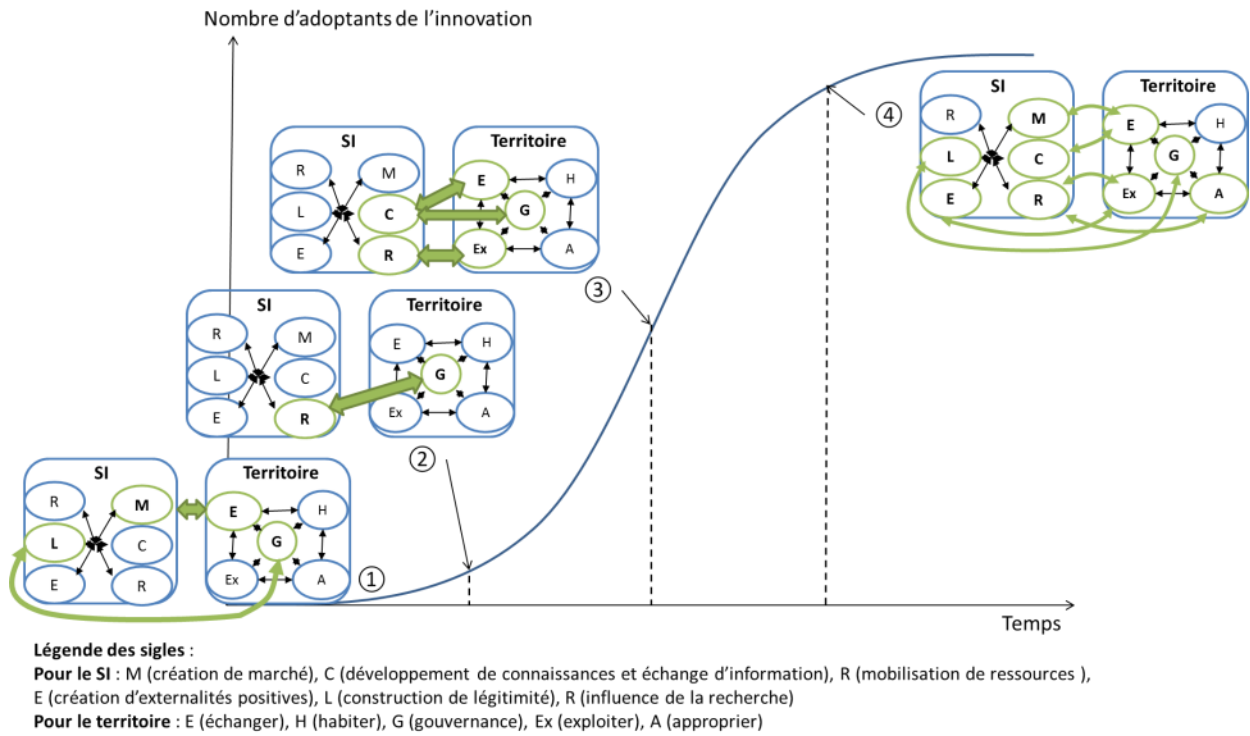 Nombre d'adoptants de l'innovation
SI
R
M
L
C
E
R
Territoire
E
H
G
Ex
A
④
SI
R
M
L
C
E
R
Territoire
E
H
G
Ex
A
③
SI
R
M
L
C
E
R
Territoire
E
H
G
Ex
A
②
SI
R
M
L
C
E
R
Territoire
E
H
G
Ex
A
①
Temps
Légende des sigles :
Pour le SI : M (création de marché), C (développement de connaissances et échange d'information), R (mobilisation de ressources ),
E (création d'externalités positives), L (construction de légitimité), R (influence de la recherche)
Pour le territoire : E (échanger), H (habiter), G (gouvernance), Ex (exploiter), A (approprier)